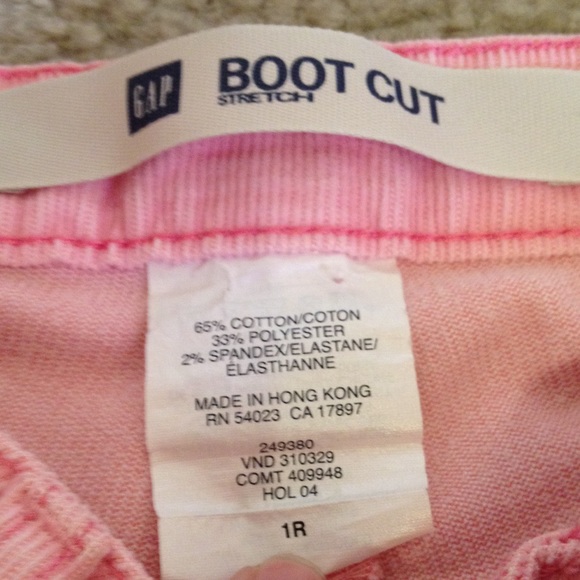 GAP BOOT CUT
STRETCH
65% COTTON/COTON
33% POLYESTER
2% SPANDEX/ELASTANE/
ÉLASTHANNE
MADE IN HONG KONG
RN 54023 CA 17897
249380
VND 310329
COMT 409948
HOL 04
1R